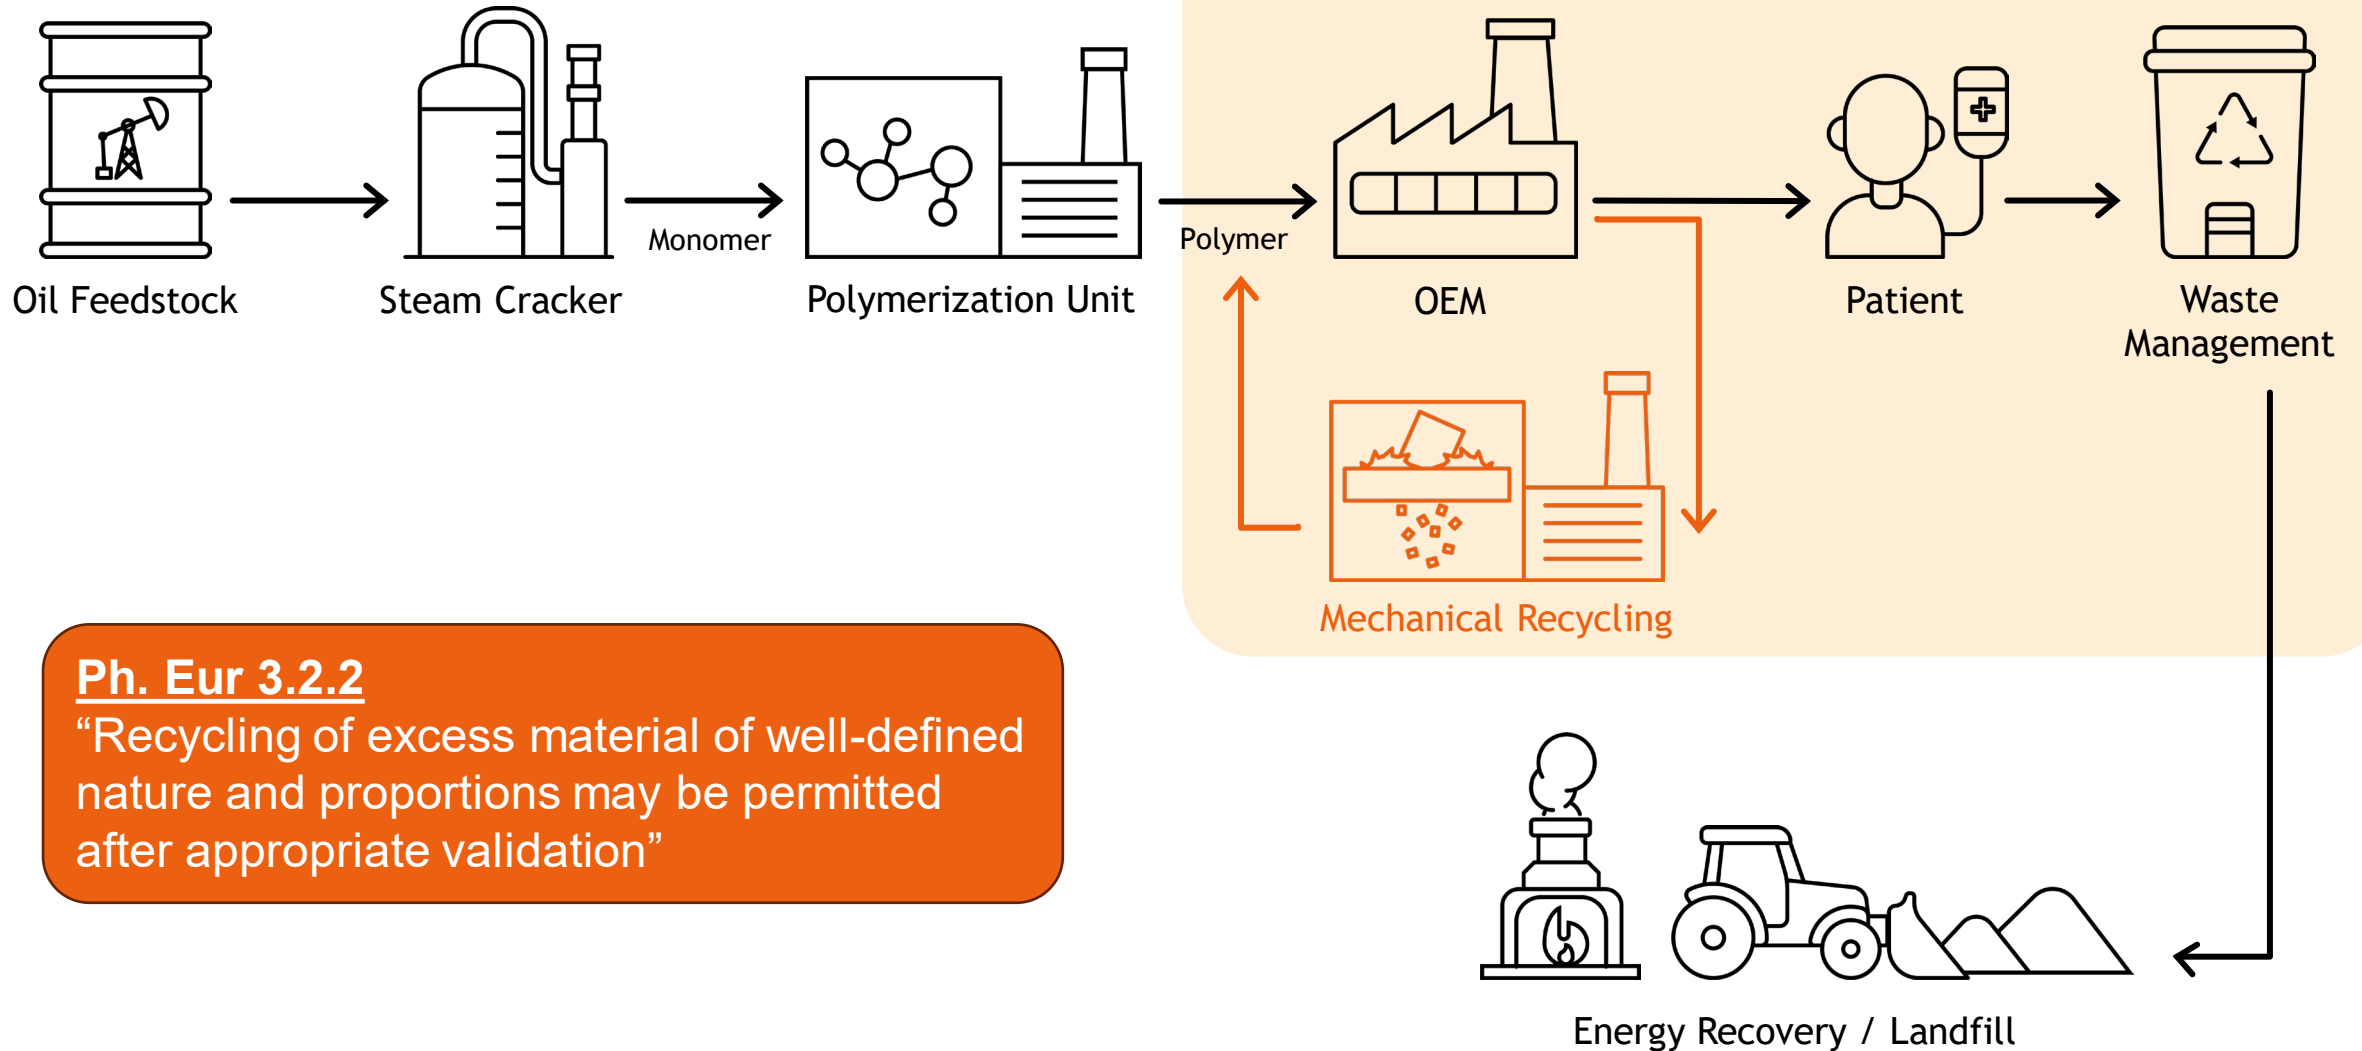 Monomer
Polymer
Oil Feedstock
Steam Cracker
Polymerization Unit
OEM
Patient
Waste
Management
Mechanical Recycling
Ph. Eur 3.2.2
“Recycling of excess material of well-defined
nature and proportions may be permitted
after appropriate validation”
Energy Recovery / Landfill